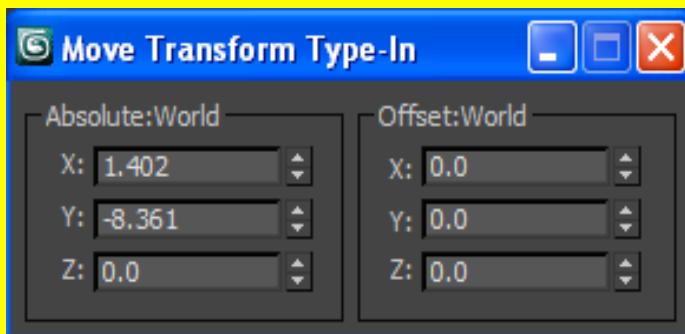 Move Transform Type-In
Absolute:World
X: 1.402
Y: -8.361
Z: 0.0
Offset:World
X: 0.0
Y: 0.0
Z: 0.0